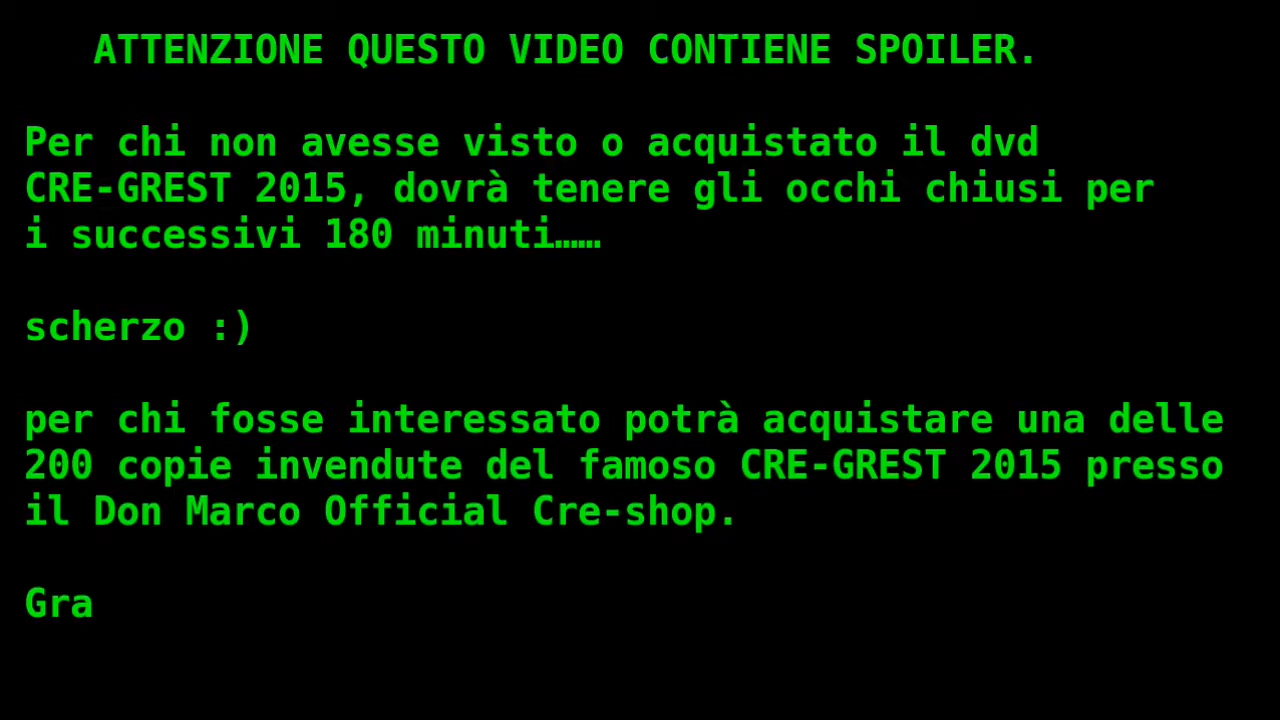 ATTENZIONE QUESTO VIDEO CONTIENE SPOILER.
Per chi non avesse visto o acquistato il dvd
CRE-GREST 2015, dovrà tenere gli occhi chiusi per
i successivi 180 minuti……
scherzo :)
per chi fosse interessato potrà acquistare una delle
200 copie invendute del famoso CRE-GREST 2015 presso
il Don Marco Official Cre-shop.
Gra